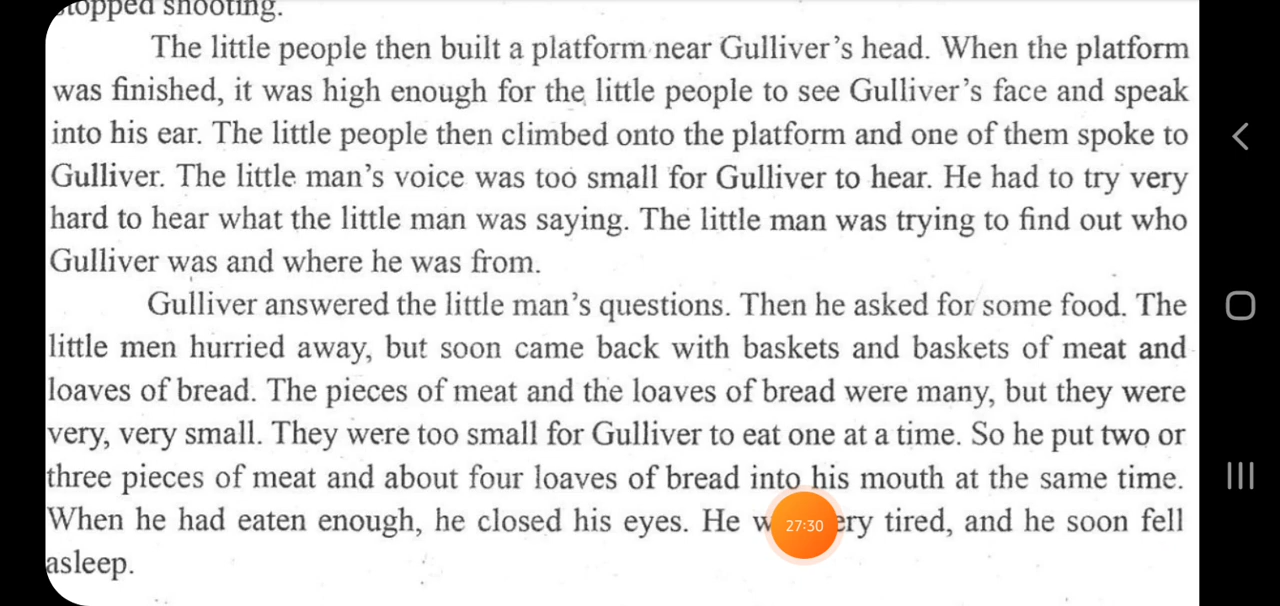 stopped shooting.
The little people then built a platform near Gulliver's head. When the platform
was finished, it was high enough for the little people to see Gulliver's face and speak
into his ear. The little people then climbed onto the platform and one of them spoke to
Gulliver. The little man's voice was too small for Gulliver to hear. He had to try very
hard to hear what the little man was saying. The little man was trying to find out who
Gulliver was and where he was from.
Gulliver answered the little man's questions. Then he asked for some food. The
little men hurried away, but soon came back with baskets and baskets of meat and
loaves of bread. The pieces of meat and the loaves of bread were many, but they were
very, very small. They were too small for Gulliver to eat one at a time. So he put two or
three pieces of meat and about four loaves of bread into his mouth at the same time.
When he had eaten enough, he closed his eyes. He tired, and he soon fell
27:30
asleep.